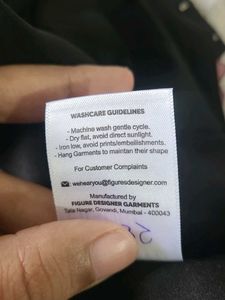 WASHCARE GUIDELINES
- Machine wash gentle cycle.
- Dry flat, avoid direct sunlight.
- Iron low, avoid prints/embellishments.
- Hang Garments to maintan their shape
For Customer Complaints
wehearyou@figuresdesigner.com
Manufactured by
FIGURE DESIGNER GARMENTS
Tata Nagar, Govandi, Mumbai - 400043